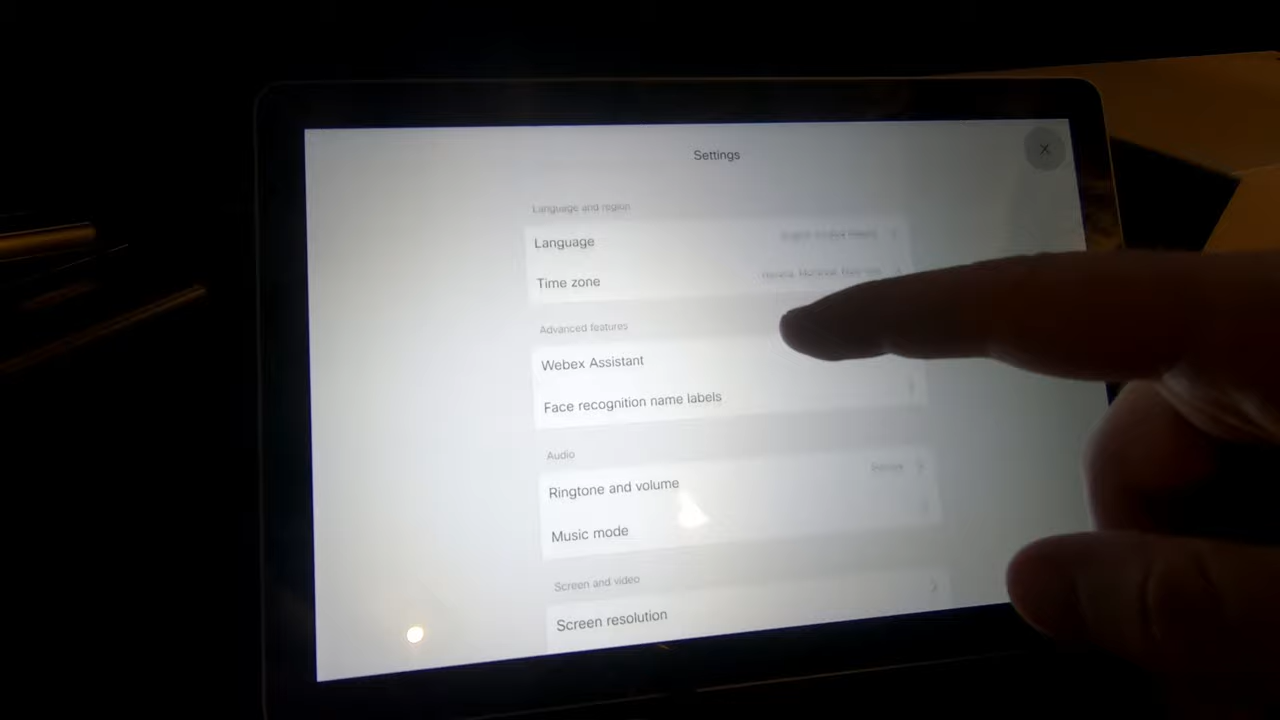 Settings
Language and region
Language
Time zone
Advanced features
Webex Assistant
Face recognition name labels
Audio
Ringtone and volume
Music mode
Screen and video
Screen resolution